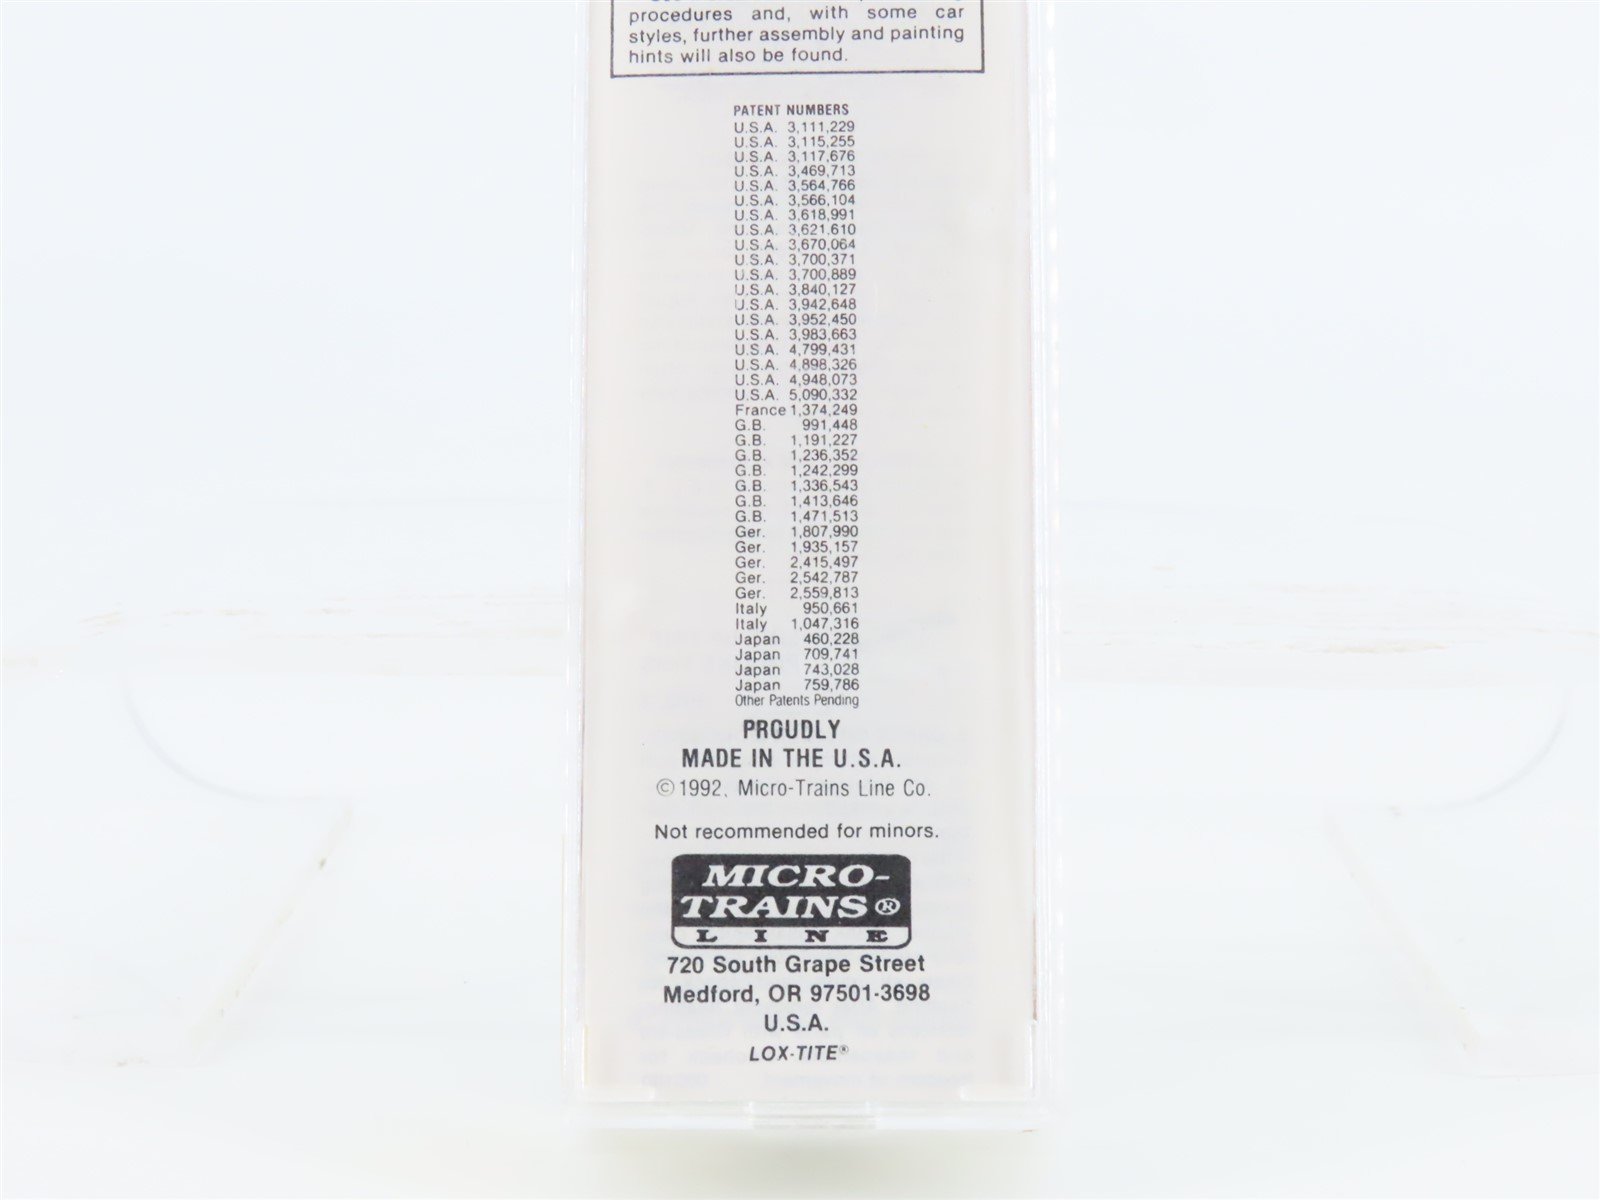 procedures and, with some car
styles, further assembly and painting
hints will also be found.
PATENT NUMBERS
U.S.A. 3,111,229
U.S.A. 3,115,255
U.S.A. 3,117,676
U.S.A. 3,469,713
U.S.A. 3,564,766
U.S.A. 3,566,104
U.S.A. 3,618,991
U.S.A. 3,621,610
U.S.A. 3,670,064
U.S.A. 3,700,371
U.S.A. 3,700,889
U.S.A. 3,840,127
U.S.A. 3,942,648
U.S.A. 3,952,450
U.S.A. 3,983,663
U.S.A. 4,799,431
U.S.A. 4,898,326
U.S.A. 4,948,073
U.S.A. 5,090,332
France 1,374,249
G.B. 991,448
G.B. 1,191,227
G.B. 1,236,352
G.B. 1,242,299
G.B. 1,336,543
G.B. 1,413,646
G.B. 1,471,513
Ger. 1,807,990
Ger. 1,935,157
Ger. 2,415,497
Ger. 2,542,787
Ger. 2,559,813
Italy 950,661
Italy 1,047,316
Japan 460,228
Japan 709,741
Japan 743,028
Japan 759,786
Other Patents Pending
PROUDLY
MADE IN THE U.S.A.
©1992, Micro-Trains Line Co.
Not recommended for minors.
MICRO-
TRAINS®
LINE
720 South Grape Street
Medford, OR 97501-3698
U.S.A.
LOX-TITE®